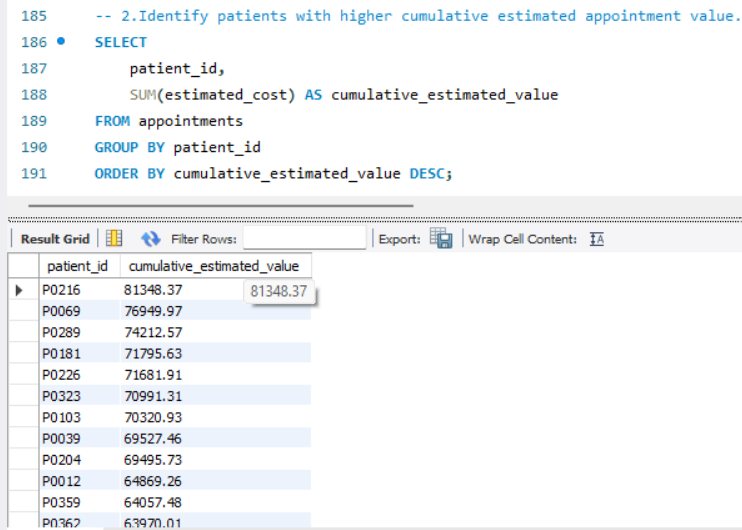 185 -- 2.Identify patients with higher cumulative estimated appointment value.
186 SELECT
187 patient_id,
188 SUM(estimated_cost) AS cumulative_estimated_value
189 FROM appointments
190 GROUP BY patient_id
191 ORDER BY cumulative_estimated_value DESC;
Result Grid Filter Rows: Export: Wrap Cell Content: IA
patient_id cumulative_estimated_value
P0216 81348.37 81348.37
P0069 76949.97
P0289 74212.57
P0181 71795.63
P0226 71681.91
P0323 70991.31
P0103 70320.93
P0039 69527.46
P0204 69495.73
P0012 64869.26
P0359 64057.48
P0362 63970.01